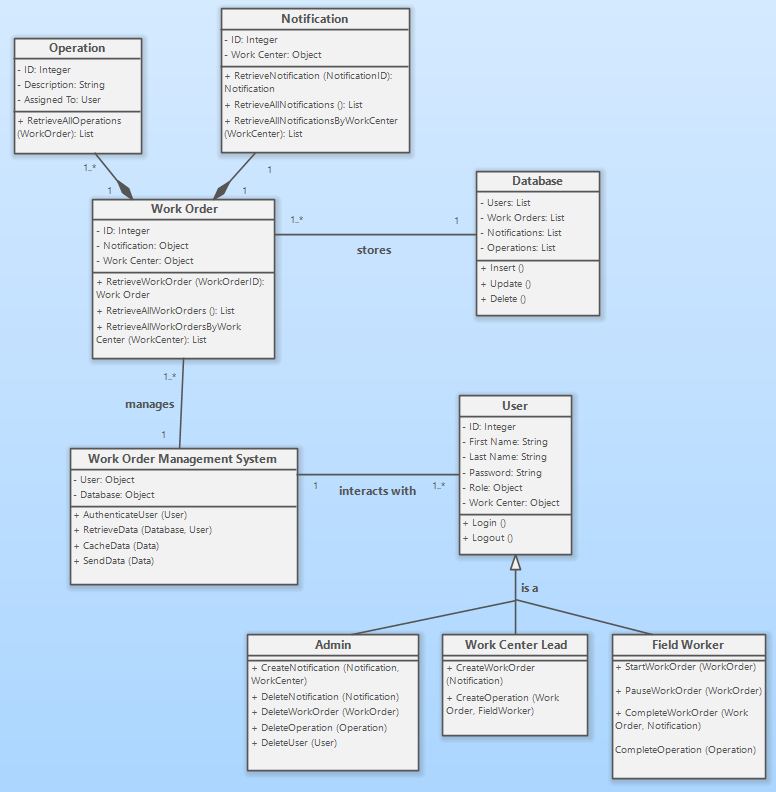 Notification
- ID: Integer
- Work Center: Object
+ RetrieveNotification (NotificationID):
Notification
+ RetrieveAllNotifications (): List
+ RetrieveAllNotificationsByWorkCenter
(WorkCenter): List
Operation
- ID: Integer
- Description: String
- Assigned To: User
+ RetrieveAllOperations
(WorkOrder): List
1..*
1
1
1
Work Order
- ID: Integer
- Notification: Object
- Work Center: Object
+ RetrieveWorkOrder (WorkOrderID):
Work Order
+ RetrieveAllWorkOrders (): List
+ RetrieveAllWorkOrdersByWork
Center (WorkCenter): List
1..*
1
stores
Database
- Users: List
- Work Orders: List
- Notifications: List
- Operations: List
+ Insert ()
+ Update ()
+ Delete ()
1..*
manages
1
Work Order Management System
- User: Object
- Database: Object
+ AuthenticateUser (User)
+ RetrieveData (Database, User)
+ CacheData (Data)
+ SendData (Data)
1
interacts with
1..*
User
- ID: Integer
- First Name: String
- Last Name: String
- Password: String
- Role: Object
- Work Center: Object
+ Login ()
+ Logout ()
is a
Admin
+ CreateNotification (Notification,
WorkCenter)
+ DeleteNotification (Notification)
+ DeleteWorkOrder (WorkOrder)
+ DeleteOperation (Operation)
+ DeleteUser (User)
Work Center Lead
+ CreateWorkOrder
(Notification)
+ CreateOperation (Work
Order, FieldWorker)
Field Worker
+ StartWorkOrder (WorkOrder)
+ PauseWorkOrder (WorkOrder)
+ CompleteWorkOrder (Work
Order, Notification)
CompleteOperation (Operation)